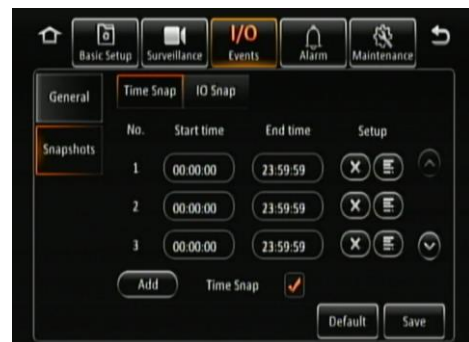 Basic Setup
Surveillance
I/O
Events
Alarm
Maintenance
General
Snapshots
Time Snap
IO Snap
No. Start time End time Setup
1 00:00:00 23:59:59 X
2 00:00:00 23:59:59 X
3 00:00:00 23:59:59 X
Add
Time Snap
Default
Save